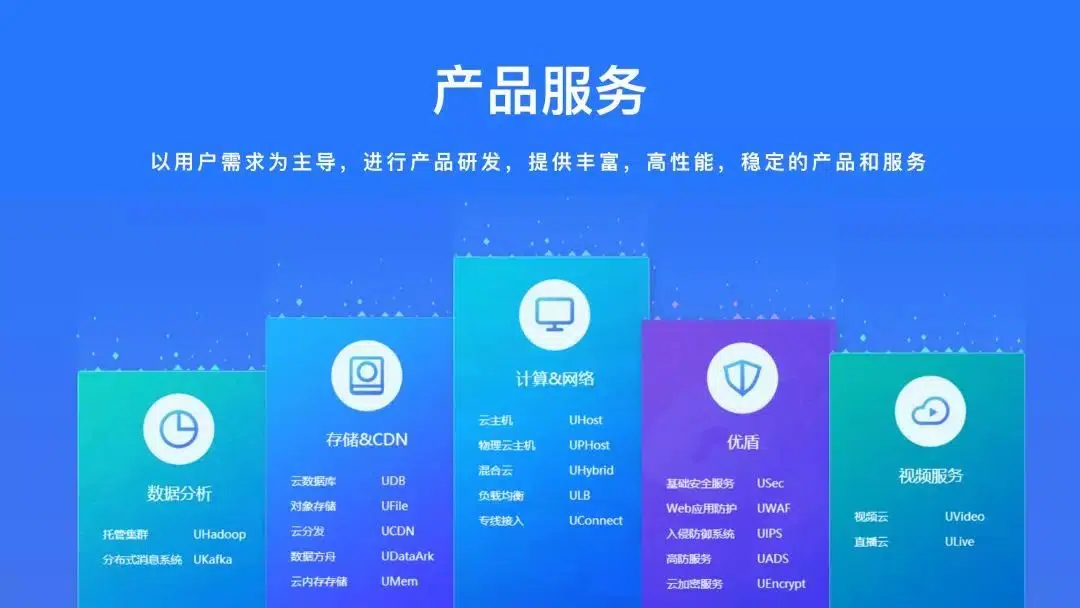 产品服务
以用户需求为主导，进行产品研发，提供丰富，高性能，稳定的产品和服务
数据分析
托管集群 UHadoop
分布式消息系统 UKafka
存储&CDN
云数据库 UDB
对象存储 UFile
云分发 UCDN
数据方舟 UDataArk
云内存存储 UMem
计算&网络
云主机 UHost
物理云主机 UPHost
混合云 UHybrid
负载均衡 ULB
专线接入 UConnect
优盾
基础安全服务 USec
Web应用防护 UWAF
入侵防御系统 UIPS
高防服务 UADS
云加密服务 UEncrypt
视频服务
视频云 UVideo
直播云 ULive